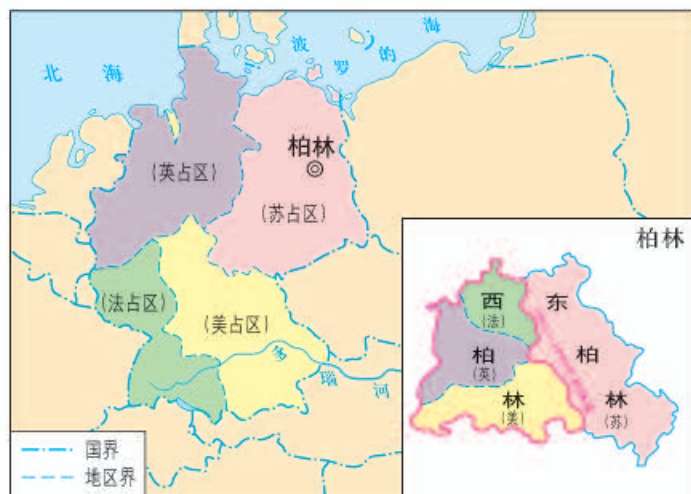 北海
波罗的海
柏林
(英占区)
(苏占区)
(法占区)
(美占区)
多瑙河
国界
地区界
柏林
西柏林
(法)
(英)
(美)
东柏林
(苏)